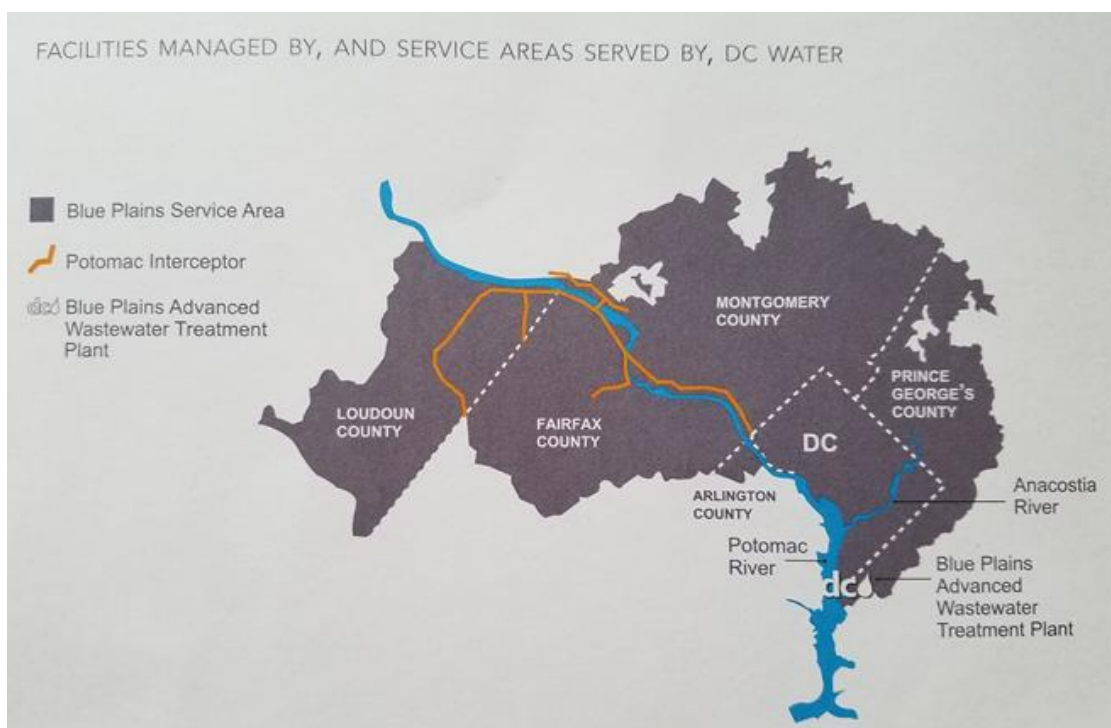 FACILITIES MANAGED BY, AND SERVICE AREAS SERVED BY, DC WATER
Blue Plains Service Area
Potomac Interceptor
dc Blue Plains Advanced
Wastewater Treatment
Plant
MONTGOMERY
COUNTY
PRINCE
GEORGE'S
COUNTY
LOUDOUN
COUNTY
FAIRFAX
COUNTY
DC
ARLINGTON
COUNTY
Anacostia
River
Potomac
River
dc
Blue Plains
Advanced
Wastewater
Treatment Plant